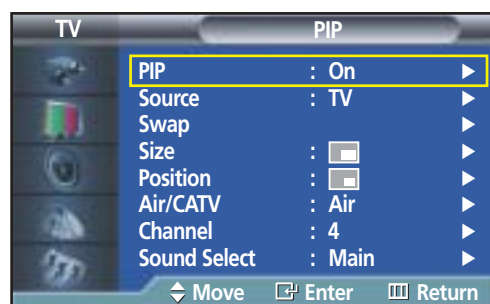 TV PIP
PIP : On
Source : TV
Swap
Size :
Position :
Air/CATV : Air
Channel : 4
Sound Select : Main
Move Enter Return